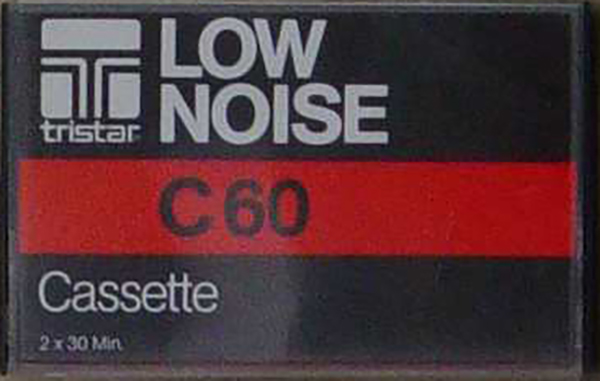 LOW
NOISE
tristar
C60
Cassette
2 x 30 Min.